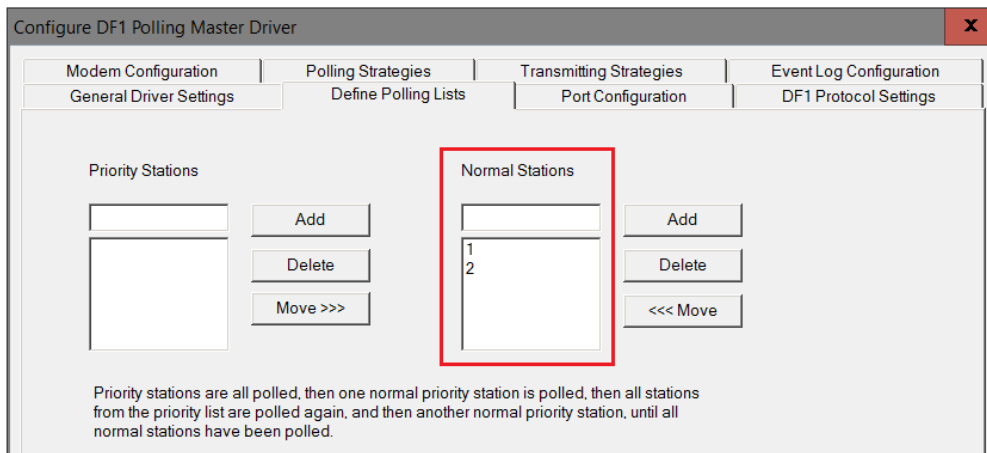 Configure DF1 Polling Master Driver
x
Modem Configuration
Polling Strategies
Transmitting Strategies
Event Log Configuration
General Driver Settings
Define Polling Lists
Port Configuration
DF1 Protocol Settings
Priority Stations
Normal Stations
Add
Add
1
2
Delete
Delete
Move >>>
<<< Move
Priority stations are all polled, then one normal priority station is polled, then all stations
from the priority list are polled again, and then another normal priority station, until all
normal stations have been polled.